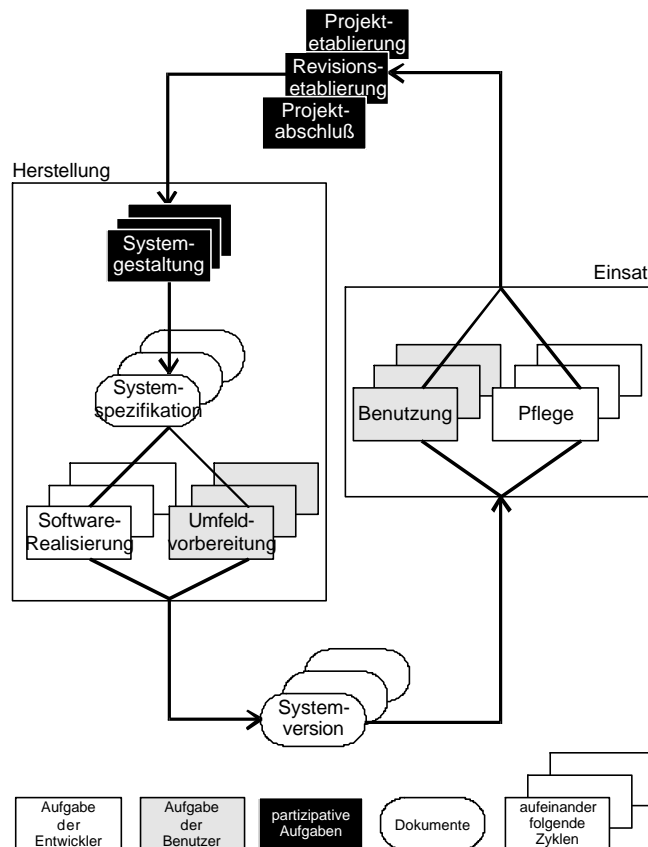 Projekt-
etablierung
Revisions-
etablierung
Projekt-
abschluß
Herstellung
System-
gestaltung
System-
spezifikation
Software-
Realisierung
Umfeld-
vorbereitung
Einsat
Benutzung
Pflege
System-
version
Aufgabe
der
Entwickler
Aufgabe
der
Benutzer
partizipative
Aufgaben
Dokumente
aufeinander
folgende
Zyklen